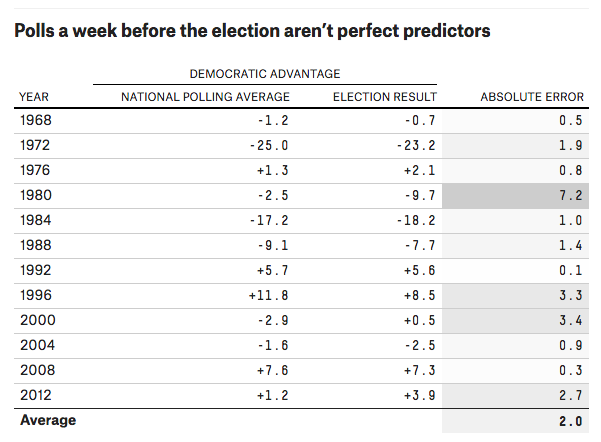 Polls a week before the election aren't perfect predictors
DEMOCRATIC ADVANTAGE
YEAR NATIONAL POLLING AVERAGE ELECTION RESULT ABSOLUTE ERROR
1968 -1.2 -0.7 0.5
1972 -25.0 -23.2 1.9
1976 +1.3 +2.1 0.8
1980 -2.5 -9.7 7.2
1984 -17.2 -18.2 1.0
1988 -9.1 -7.7 1.4
1992 +5.7 +5.6 0.1
1996 +11.8 +8.5 3.3
2000 -2.9 +0.5 3.4
2004 -1.6 -2.5 0.9
2008 +7.6 +7.3 0.3
2012 +1.2 +3.9 2.7
Average 2.0